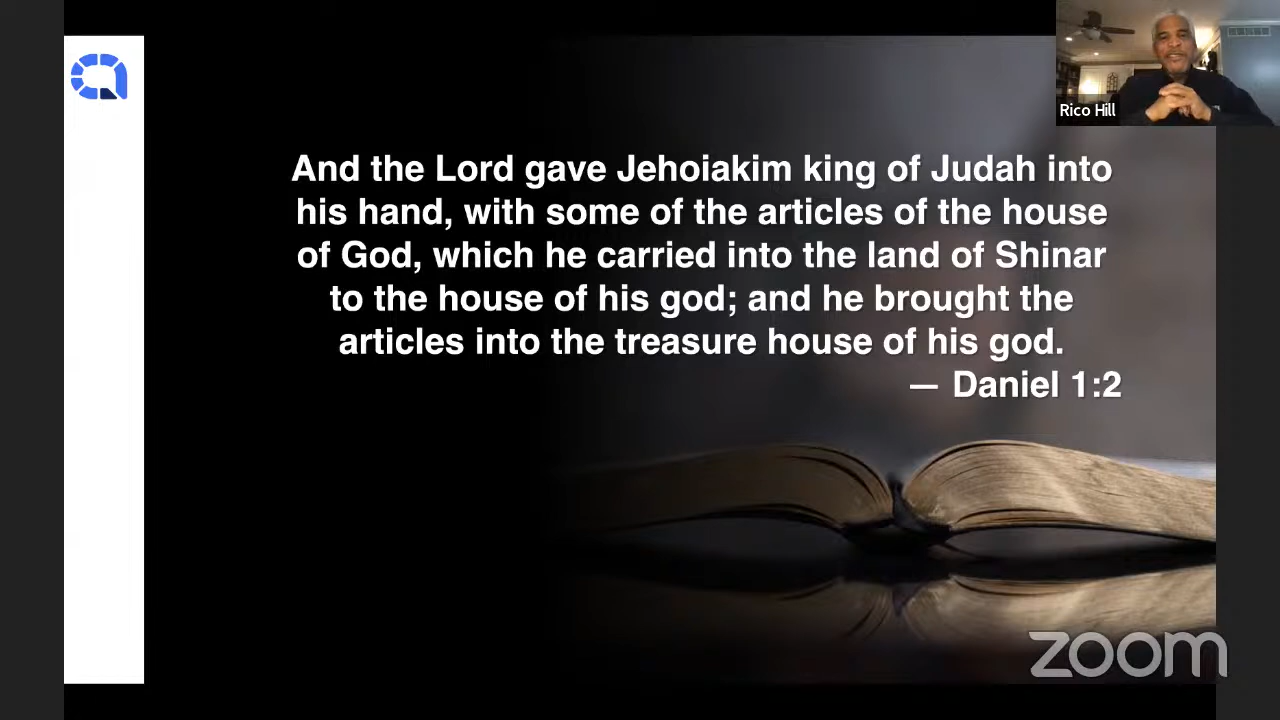 Rico Hill
And the Lord gave Jehoiakim king of Judah into
his hand, with some of the articles of the house
of God, which he carried into the land of Shinar
to the house of his god; and he brought the
articles into the treasure house of his god.
— Daniel 1:2
zoom